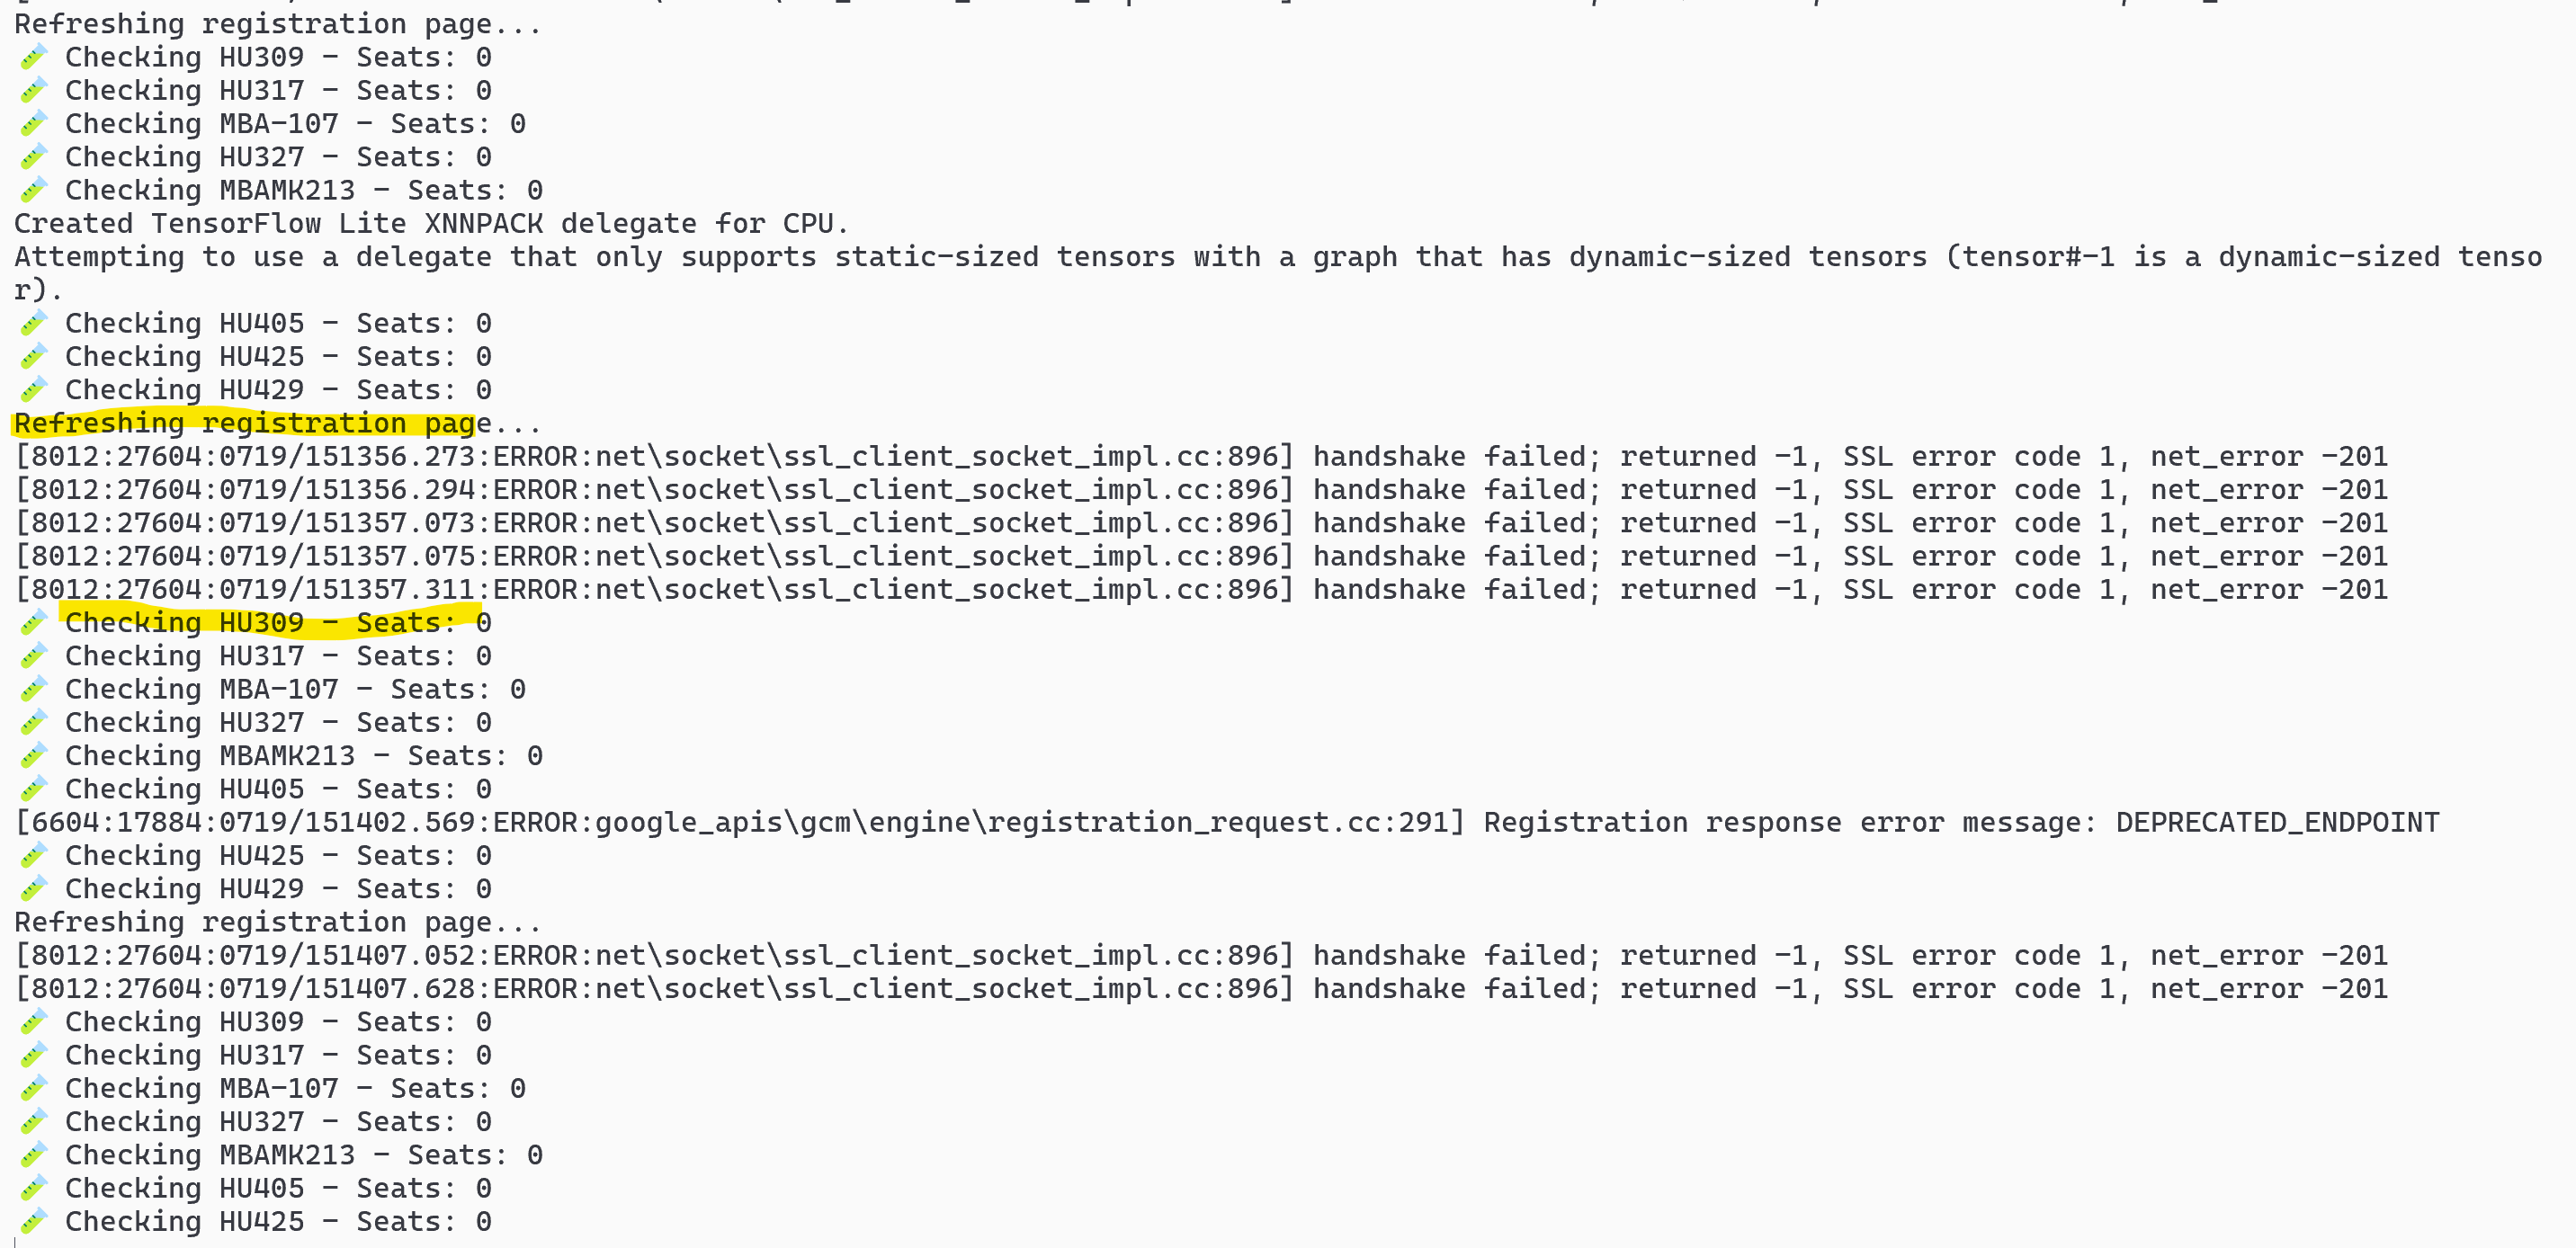 Refreshing registration page...
🧪 Checking HU309 - Seats: 0
🧪 Checking HU317 - Seats: 0
🧪 Checking MBA-107 - Seats: 0
🧪 Checking HU327 - Seats: 0
🧪 Checking MBAMK213 - Seats: 0
Created TensorFlow Lite XNNPACK delegate for CPU.
Attempting to use a delegate that only supports static-sized tensors with a graph that has dynamic-sized tensors (tensor#-1 is a dynamic-sized tenso
r).
🧪 Checking HU405 - Seats: 0
🧪 Checking HU425 - Seats: 0
🧪 Checking HU429 - Seats: 0
Refreshing registration page...
[8012:27604:0719/151356.273:ERROR:net\socket\ssl_client_socket_impl.cc:896] handshake failed; returned -1, SSL error code 1, net_error -201
[8012:27604:0719/151356.294:ERROR:net\socket\ssl_client_socket_impl.cc:896] handshake failed; returned -1, SSL error code 1, net_error -201
[8012:27604:0719/151357.073:ERROR:net\socket\ssl_client_socket_impl.cc:896] handshake failed; returned -1, SSL error code 1, net_error -201
[8012:27604:0719/151357.075:ERROR:net\socket\ssl_client_socket_impl.cc:896] handshake failed; returned -1, SSL error code 1, net_error -201
[8012:27604:0719/151357.311:ERROR:net\socket\ssl_client_socket_impl.cc:896] handshake failed; returned -1, SSL error code 1, net_error -201
🧪 Checking HU309 - Seats: 0
🧪 Checking HU317 - Seats: 0
🧪 Checking MBA-107 - Seats: 0
🧪 Checking HU327 - Seats: 0
🧪 Checking MBAMK213 - Seats: 0
🧪 Checking HU405 - Seats: 0
[6604:17884:0719/151402.569:ERROR:google_apis\gcm\engine\registration_request.cc:291] Registration response error message: DEPRECATED_ENDPOINT
🧪 Checking HU425 - Seats: 0
🧪 Checking HU429 - Seats: 0
Refreshing registration page...
[8012:27604:0719/151407.052:ERROR:net\socket\ssl_client_socket_impl.cc:896] handshake failed; returned -1, SSL error code 1, net_error -201
[8012:27604:0719/151407.628:ERROR:net\socket\ssl_client_socket_impl.cc:896] handshake failed; returned -1, SSL error code 1, net_error -201
🧪 Checking HU309 - Seats: 0
🧪 Checking HU317 - Seats: 0
🧪 Checking MBA-107 - Seats: 0
🧪 Checking HU327 - Seats: 0
🧪 Checking MBAMK213 - Seats: 0
🧪 Checking HU405 - Seats: 0
🧪 Checking HU425 - Seats: 0